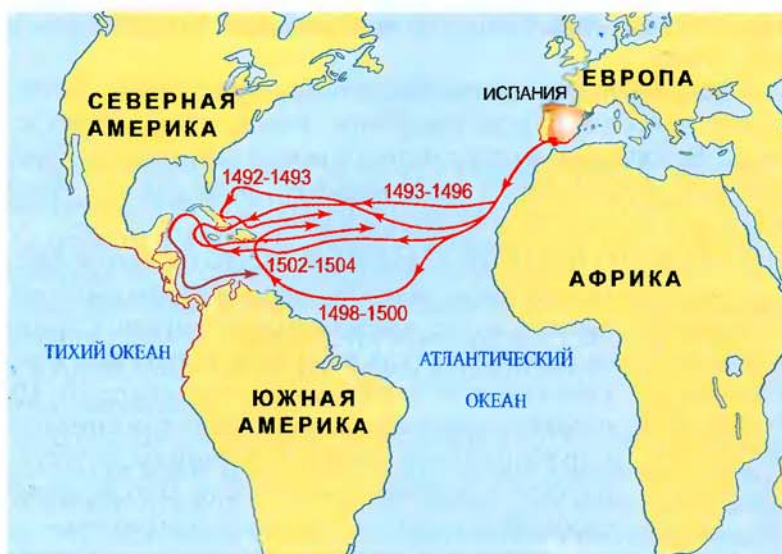 СЕВЕРНАЯ
АМЕРИКА
ИСПАНИЯ
ЕВРОПА
1492-1493
1493-1496
1502-1504
1498-1500
АФРИКА
ТИХИЙ ОКЕАН
АТЛАНТИЧЕСКИЙ
ОКЕАН
ЮЖНАЯ
АМЕРИКА